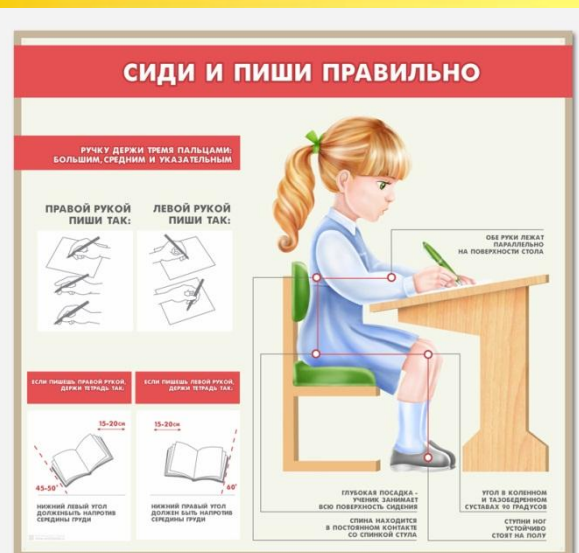 СИДИ И ПИШИ ПРАВИЛЬНО
РУЧКУ ДЕРЖИ ТРЕМЯ ПАЛЬЦАМИ:
БОЛЬШИМ, СРЕДНИМ И УКАЗАТЕЛЬНЫМ
ПРАВОЙ РУКОЙ
ПИШИ ТАК:
ЛЕВОЙ РУКОЙ
ПИШИ ТАК:
ОБЕ РУКИ ЛЕЖАТ
ПАРАЛЛЕЛЬНО
НА ПОВЕРХНОСТИ СТОЛА
ЕСЛИ ПИШЕШЬ ПРАВОЙ РУКОЙ,
ДЕРЖИ ТЕТРАДЬ ТАК:
ЕСЛИ ПИШЕШЬ ЛЕВОЙ РУКОЙ,
ДЕРЖИ ТЕТРАДЬ ТАК:
15-20см
45-50°
15-20см
60°
НИЖНИЙ ЛЕВЫЙ УГОЛ
ДОЛЖЕНБЫТЬ НАПРОТИВ
СЕРЕДИНЫ ГРУДИ
НИЖНИЙ ПРАВЫЙ УГОЛ
ДОЛЖЕН БЫТЬ НАПРОТИВ
СЕРЕДИНЫ ГРУДИ
ГЛУБОКАЯ ПОСАДКА -
УЧЕНИК ЗАНИМАЕТ
ВСЮ ПОВЕРХНОСТЬ СИДЕНИЯ
УГОЛ В КОЛЕННОМ
И ТАЗОБЕДРЕННОМ
СУСТАВАХ 90 ГРАДУСОВ
СПИНА НАХОДИТСЯ
В ПОСТОЯННОМ КОНТАКТЕ
СО СПИНКОЙ СТУЛА
СТУПНИ НОГ
УСТОЙЧИВО
СТОЯТ НА ПОЛУ